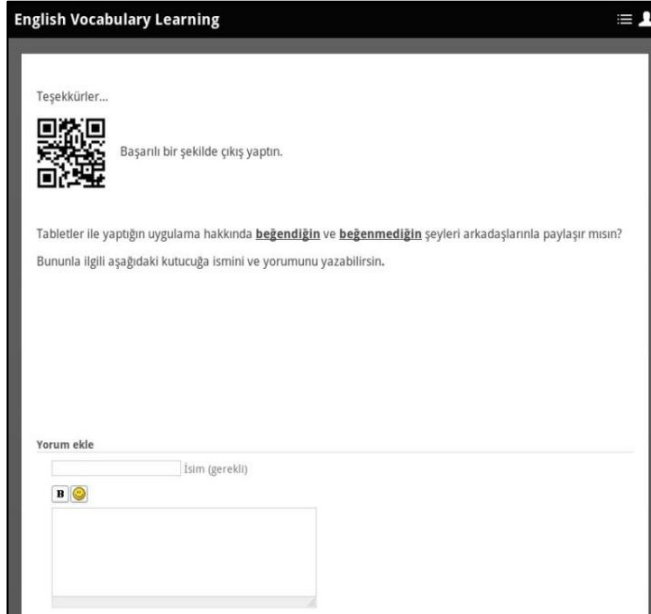 English Vocabulary Learning
Teşekkürler...
Başarılı bir şekilde çıkış yaptın.
Tabletler ile yaptığın uygulama hakkında beğendiğin ve beğenmediğin şeyleri arkadaşlarınla paylaşır mısın?
Bununla ilgili aşağıdaki kutucuğa ismini ve yorumunu yazabilirsin.
Yorum ekle
İsim (gerekli)
B